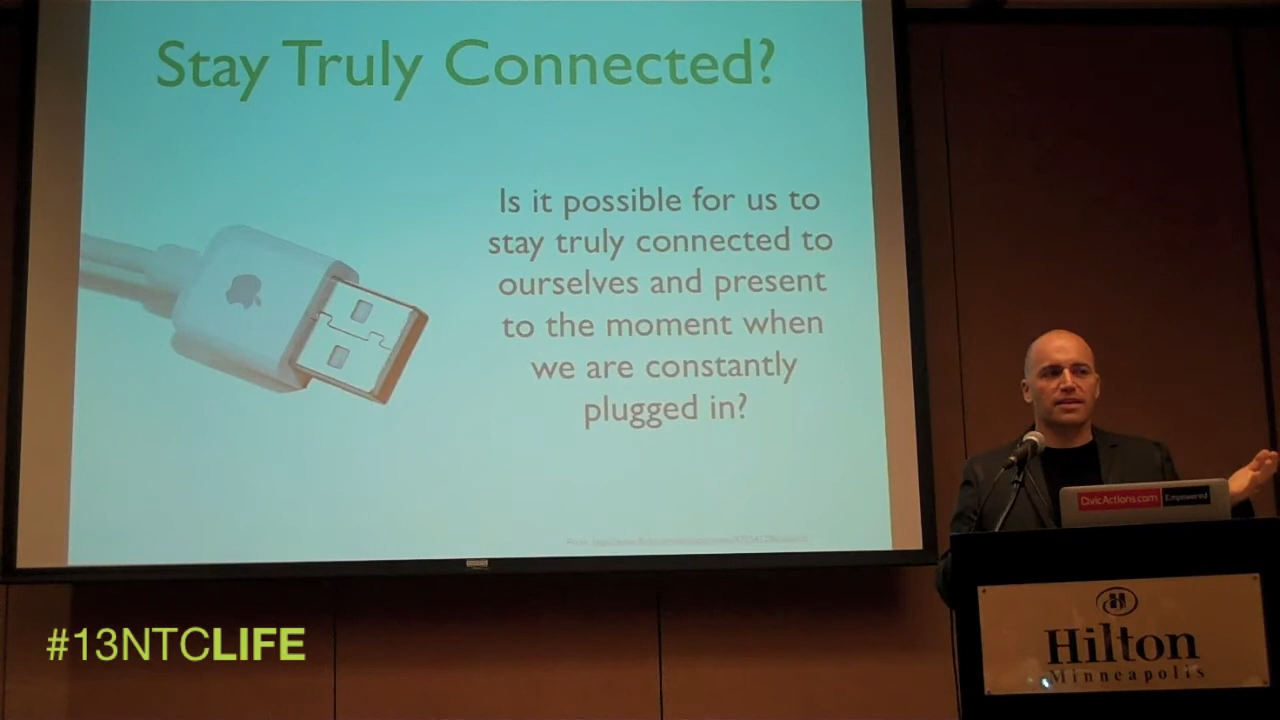 Stay Truly Connected?
Is it possible for us to
stay truly connected to
ourselves and present
to the moment when
we are constantly
plugged in?
CivicActions.com Empowered
#13NTCLIFE
Hilton
Minneapolis